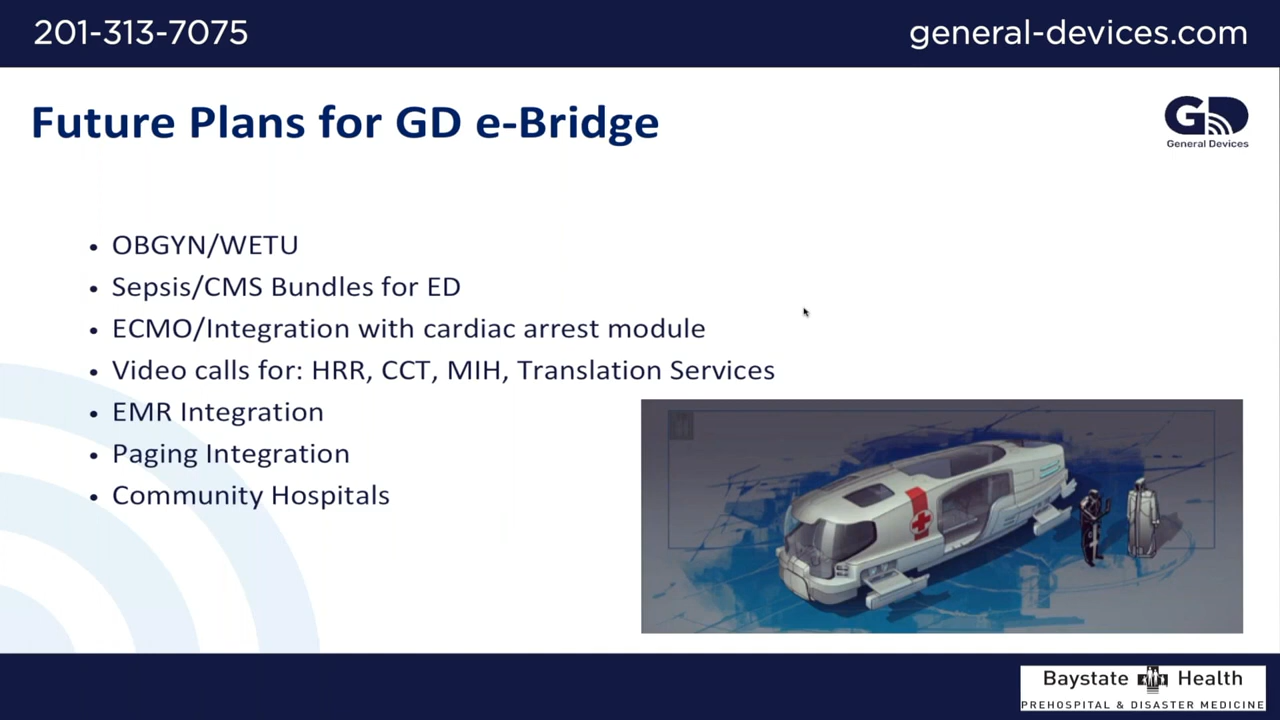 201-313-7075
general-devices.com
Future Plans for GD e-Bridge
GD
General Devices
• OBGYN/WETU
• Sepsis/CMS Bundles for ED
• ECMO/Integration with cardiac arrest module
• Video calls for: HRR, CCT, MIH, Translation Services
• EMR Integration
• Paging Integration
• Community Hospitals
Baystate Health
PREHOSPITAL & DISASTER MEDICINE